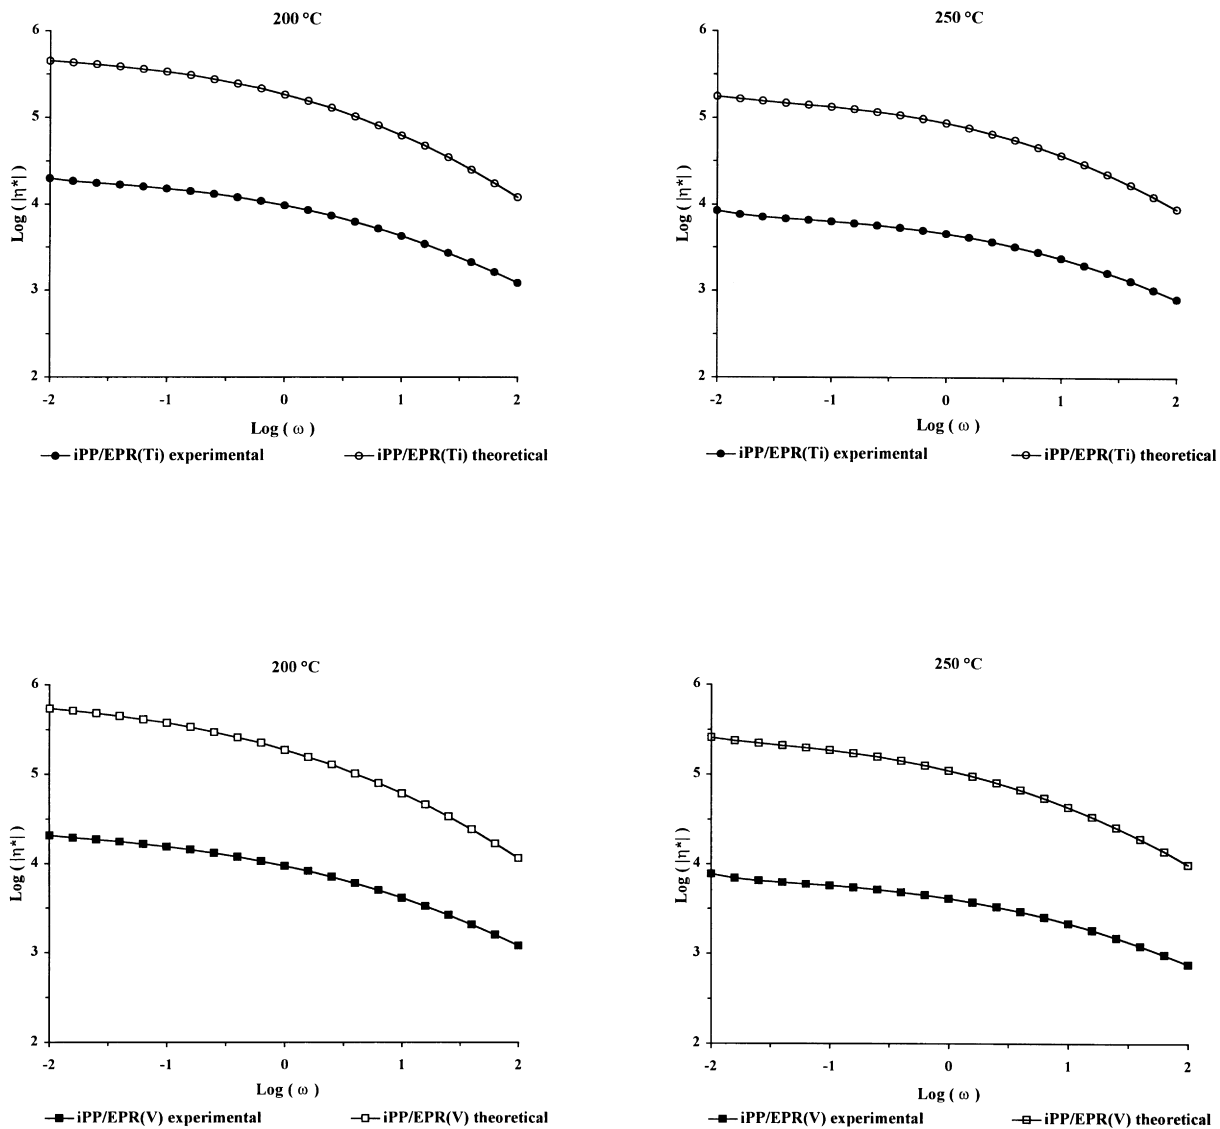 200 °C
6
5
4
3
2
Log ( |η*| )
-2 -1 0 1 2
Log ( ω )
iPP/EPR(Ti) experimental iPP/EPR(Ti) theoretical
250 °C
6
5
4
3
2
Log ( |η*| )
-2 -1 0 1 2
Log ( ω )
iPP/EPR(Ti) experimental iPP/EPR(Ti) theoretical
200 °C
6
5
4
3
2
Log ( |η*| )
-2 -1 0 1 2
Log ( ω )
iPP/EPR(V) experimental iPP/EPR(V) theoretical
250 °C
6
5
4
3
2
Log ( |η*| )
-2 -1 0 1 2
Log ( ω )
iPP/EPR(V) experimental iPP/EPR(V) theoretical